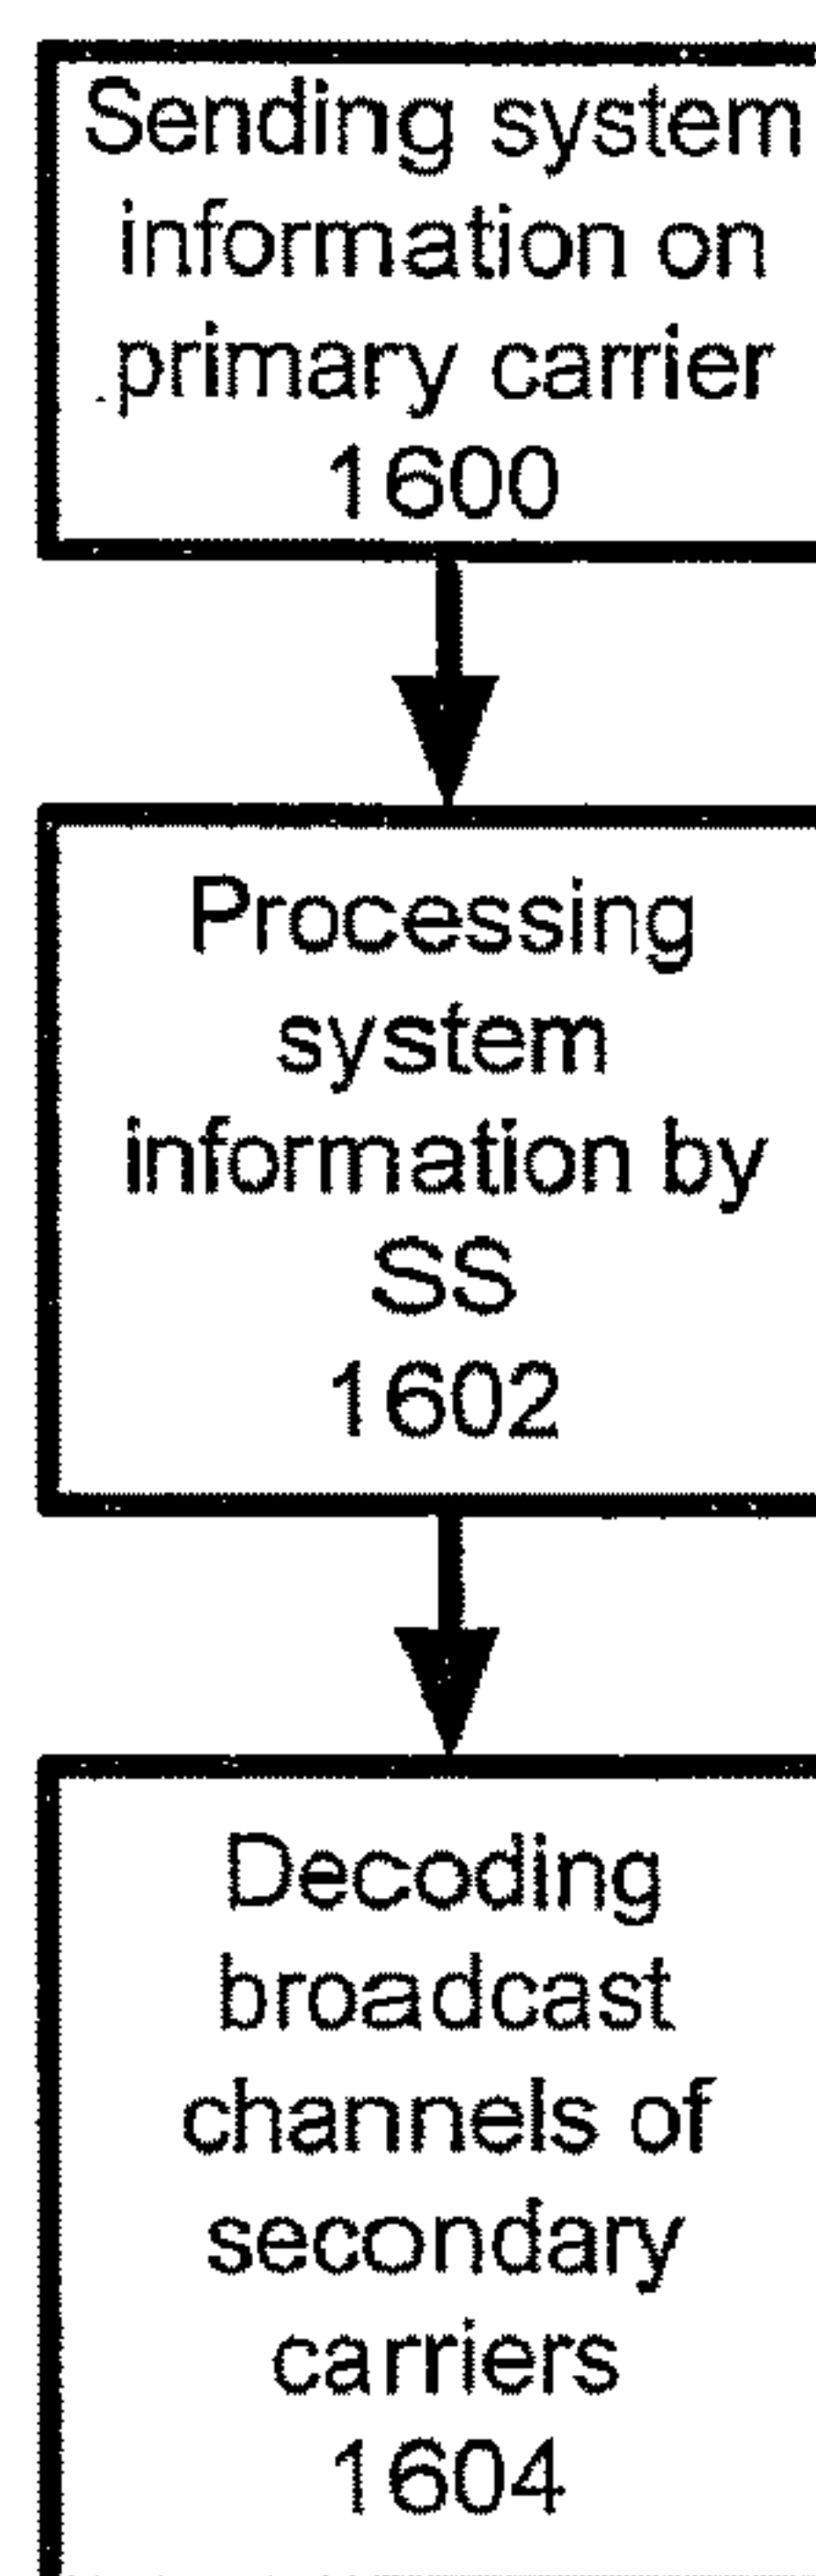 Sending system
information on
primary carrier
1600
Processing
system
information by
SS
1602
Decoding
broadcast
channels of
secondary
carriers
1604